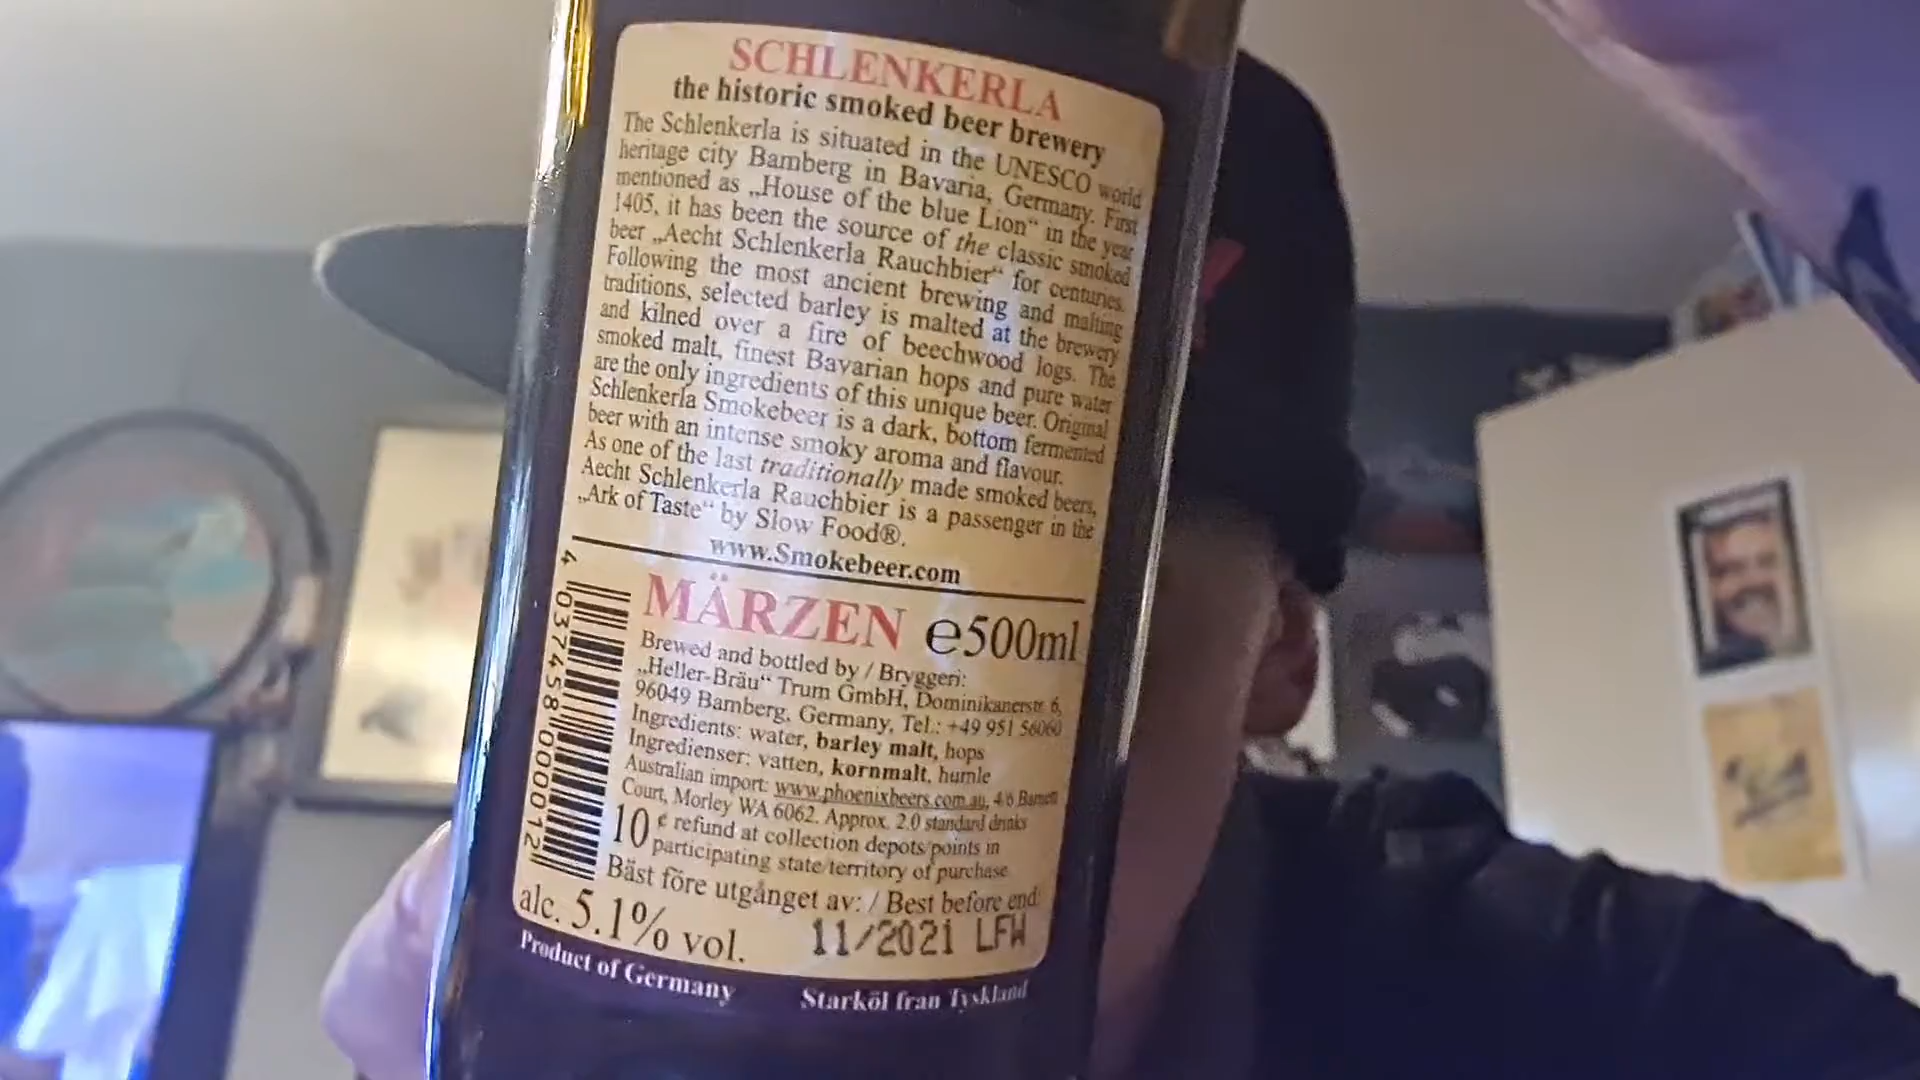 SCHLENKERLA
the historic smoked beer brewery
The Schlenkerla is situated in the UNESCO world
heritage city Bamberg in Bavaria, Germany. First
mentioned as „House of the blue Lion“ in the year
1405, it has been the source of the classic smoked
beer „Aecht Schlenkerla Rauchbier“ for centuries.
Following the most ancient brewing and malting
traditions, selected barley is malted at the brewery
and kilned over a fire of beechwood logs. The
smoked malt, finest Bavarian hops and pure water
are the only ingredients of this unique beer. Original
Schlenkerla Smokebeer is a dark, bottom fermented
beer with an intense smoky aroma and flavour.
As one of the last traditionally made smoked beers,
Aecht Schlenkerla Rauchbier is a passenger in the
„Ark of Taste“ by Slow Food®.
www.Smokebeer.com
MÄRZEN e500ml
Brewed and bottled by / Bryggeri:
„Heller-Bräu“ Trum GmbH, Dominikanerstr. 6,
96049 Bamberg, Germany, Tel.: +49 951 56060
Ingredients: water, barley malt, hops
Ingredienser: vatten, kornmalt, humle
Australian import: www.phoenixbeers.com.au, 4/6 Barnett
Court, Morley WA 6062. Approx. 2.0 standard drinks
10 ¢ refund at collection depots/points in
participating state/territory of purchase
Bäst före utgånget av: / Best before end:
alc. 5.1% vol. 11/2021 LFW
Product of Germany Starköl fran Tyskland
4 037458 000012